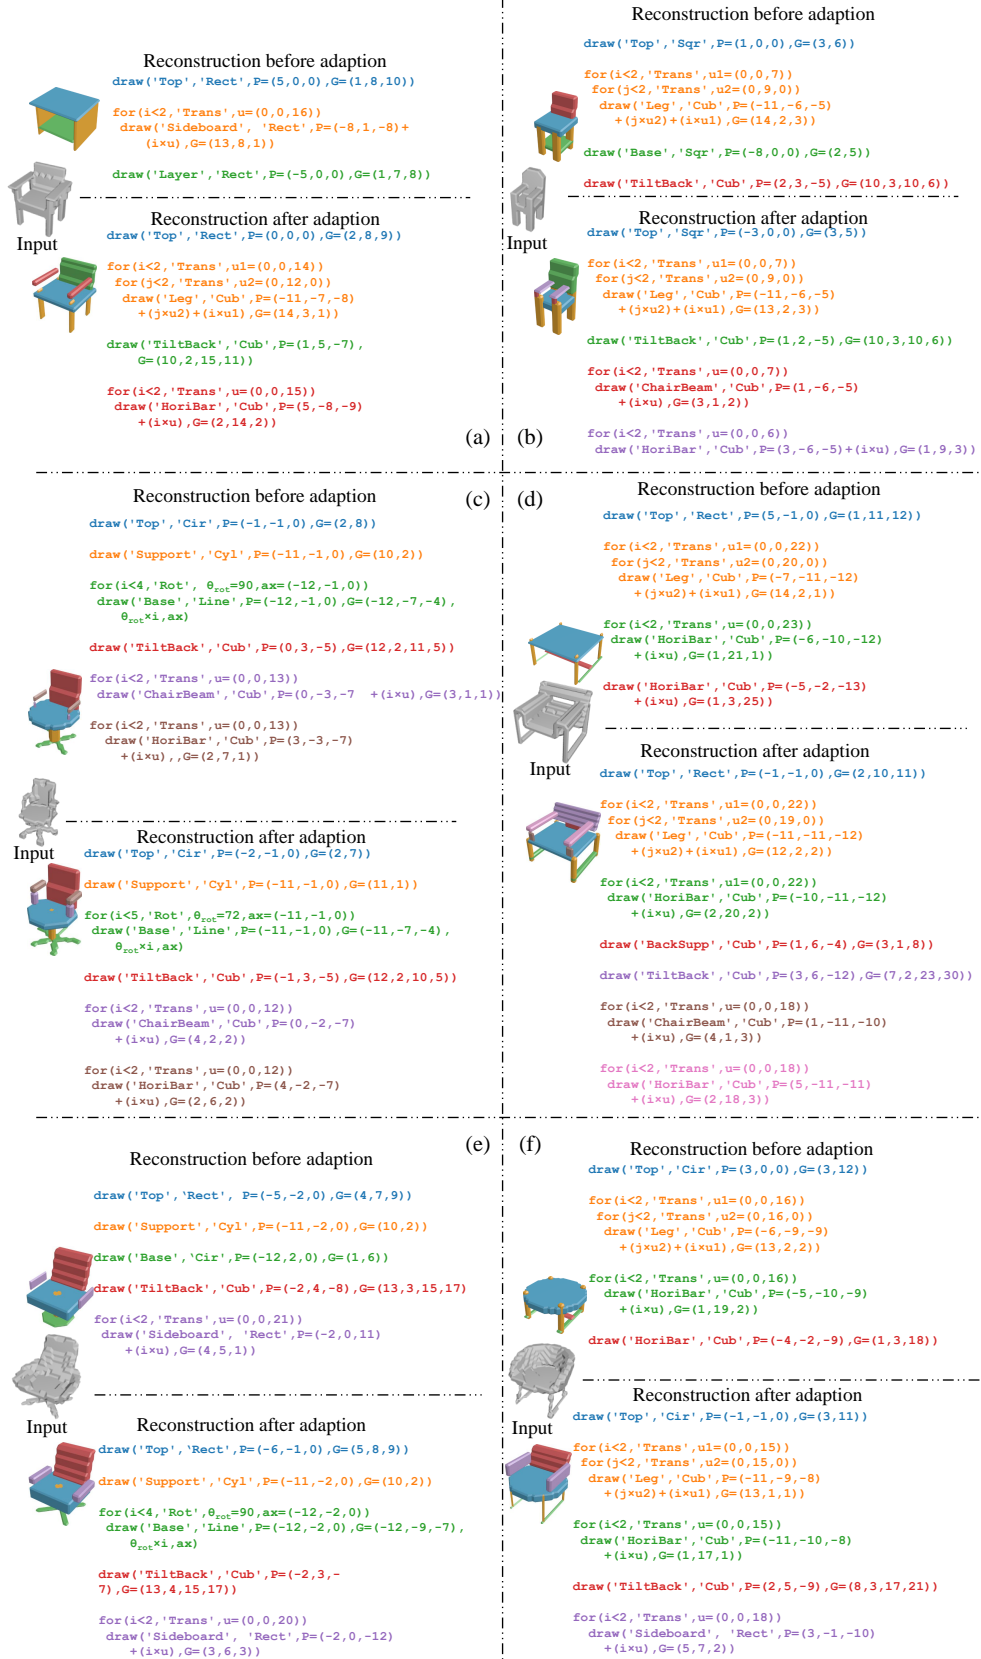 Reconstruction before adaption
draw('Top','Rect',P=(5,0,0),G=(1,8,10))
for(i<2,'Trans',u=(0,0,16))
draw('Sideboard', 'Rect',P=(-8,1,-8)+
(i×u),G=(13,8,1))
draw('Layer','Rect',P=(-5,0,0),G=(1,7,8))
Input
Reconstruction after adaption
draw('Top','Rect',P=(0,0,0),G=(2,8,9))
for(i<2,'Trans',u1=(0,0,14))
for(j<2,'Trans',u2=(0,12,0))
draw('Leg','Cub',P=(-11,-7,-8)
+(j×u2)+(i×u1),G=(14,3,1))
draw('TiltBack','Cub',P=(1,5,-7),
G=(10,2,15,11))
for(i<2,'Trans',u=(0,0,15))
draw('HoriBar','Cub',P=(5,-8,-9)
+(i×u),G=(2,14,2))
(a)
Reconstruction before adaption
draw('Top','Sqr',P=(1,0,0),G=(3,6))
for(i<2,'Trans',u1=(0,0,7))
for(j<2,'Trans',u2=(0,9,0))
draw('Leg','Cub',P=(-11,-6,-5)
+(j×u2)+(i×u1),G=(14,2,3))
draw('Base','Sqr',P=(-8,0,0),G=(2,5))
draw('TiltBack','Cub',P=(2,3,-5),G=(10,3,10,6))
Input
Reconstruction after adaption
draw('Top','Sqr',P=(-3,0,0),G=(3,5))
for(i<2,'Trans',u1=(0,0,7))
for(j<2,'Trans',u2=(0,9,0))
draw('Leg','Cub',P=(-11,-6,-5)
+(j×u2)+(i×u1),G=(13,2,3))
draw('TiltBack','Cub',P=(1,2,-5),G=(10,3,10,6))
for(i<2,'Trans',u=(0,0,7))
draw('ChairBeam','Cub',P=(1,-6,-5)
+(i×u),G=(3,1,2))
for(i<2,'Trans',u=(0,0,6))
draw('HoriBar','Cub',P=(3,-6,-5)+(i×u),G=(1,9,3))
(b)
(c)
Reconstruction before adaption
draw('Top','Cir',P=(-1,-1,0),G=(2,8))
draw('Support','Cyl',P=(-11,-1,0),G=(10,2))
for(i<4,'Rot', θrot=90,ax=(-12,-1,0))
draw('Base','Line',P=(-12,-1,0),G=(-12,-7,-4),
θrot×i,ax)
draw('TiltBack','Cub',P=(0,3,-5),G=(12,2,11,5))
for(i<2,'Trans',u=(0,0,13))
draw('ChairBeam','Cub',P=(0,-3,-7 +(i×u),G=(3,1,1))
for(i<2,'Trans',u=(0,0,13))
draw('HoriBar','Cub',P=(3,-3,-7)
+(i×u),,G=(2,7,1))
Input
Reconstruction after adaption
draw('Top','Cir',P=(-2,-1,0),G=(2,7))
draw('Support','Cyl',P=(-11,-1,0),G=(11,1))
for(i<5,'Rot',θrot=72,ax=(-11,-1,0))
draw('Base','Line',P=(-11,-1,0),G=(-11,-7,-4),
θrot×i,ax)
draw('TiltBack','Cub',P=(-1,3,-5),G=(12,2,10,5))
for(i<2,'Trans',u=(0,0,12))
draw('ChairBeam','Cub',P=(0,-2,-7)
+(i×u),G=(4,2,2))
for(i<2,'Trans',u=(0,0,12))
draw('HoriBar','Cub',P=(4,-2,-7)
+(i×u),G=(2,6,2))
(d)
Reconstruction before adaption
draw('Top','Rect',P=(5,-1,0),G=(1,11,12))
for(i<2,'Trans',u1=(0,0,22))
for(j<2,'Trans',u2=(0,20,0))
draw('Leg','Cub',P=(-7,-11,-12)
+(j×u2)+(i×u1),G=(14,2,1))
for(i<2,'Trans',u=(0,0,23))
draw('HoriBar','Cub',P=(-6,-10,-12)
+(i×u),G=(1,21,1))
draw('HoriBar','Cub',P=(-5,-2,-13)
+(i×u),G=(1,3,25))
Input
Reconstruction after adaption
draw('Top','Rect',P=(-1,-1,0),G=(2,10,11))
for(i<2,'Trans',u1=(0,0,22))
for(j<2,'Trans',u2=(0,19,0))
draw('Leg','Cub',P=(-11,-11,-12)
+(j×u2)+(i×u1),G=(12,2,2))
for(i<2,'Trans',u1=(0,0,22))
draw('HoriBar','Cub',P=(-10,-11,-12)
+(i×u),G=(2,20,2))
draw('BackSupp','Cub',P=(1,6,-4),G=(3,1,8))
draw('TiltBack','Cub',P=(3,6,-12),G=(7,2,23,30))
for(i<2,'Trans',u=(0,0,18))
draw('ChairBeam','Cub',P=(1,-11,-10)
+(i×u),G=(4,1,3))
for(i<2,'Trans',u=(0,0,18))
draw('HoriBar','Cub',P=(5,-11,-11)
+(i×u),G=(2,18,3))
(e)
Reconstruction before adaption
draw('Top',‘Rect', P=(-5,-2,0),G=(4,7,9))
draw('Support','Cyl',P=(-11,-2,0),G=(10,2))
draw('Base',‘Cir',P=(-12,2,0),G=(1,6))
draw('TiltBack','Cub',P=(-2,4,-8),G=(13,3,15,17)
for(i<2,'Trans',u=(0,0,21))
draw('Sideboard', 'Rect',P=(-2,0,11)
+(i×u),G=(4,5,1))
Input
Reconstruction after adaption
draw('Top',‘Rect',P=(-6,-1,0),G=(5,8,9))
draw('Support','Cyl',P=(-11,-2,0),G=(10,2))
for(i<4,'Rot',θrot=90,ax=(-12,-2,0))
draw('Base','Line',P=(-12,-2,0),G=(-12,-9,-7),
θrot×i,ax)
draw('TiltBack','Cub',P=(-2,3,-
7),G=(13,4,15,17))
for(i<2,'Trans',u=(0,0,20))
draw('Sideboard', 'Rect',P=(-2,0,-12)
+(i×u),G=(3,6,3))
(f)
Reconstruction before adaption
draw('Top','Cir',P=(3,0,0),G=(3,12))
for(i<2,'Trans',u1=(0,0,16))
for(j<2,'Trans',u2=(0,16,0))
draw('Leg','Cub',P=(-6,-9,-9)
+(j×u2)+(i×u1),G=(13,2,2))
for(i<2,'Trans',u=(0,0,16))
draw('HoriBar','Cub',P=(-5,-10,-9)
+(i×u),G=(1,19,2))
draw('HoriBar','Cub',P=(-4,-2,-9),G=(1,3,18))
Input
Reconstruction after adaption
draw('Top','Cir',P=(-1,-1,0),G=(3,11))
for(i<2,'Trans',u1=(0,0,15))
for(j<2,'Trans',u2=(0,15,0))
draw('Leg','Cub',P=(-11,-9,-8)
+(j×u2)+(i×u1),G=(13,1,1))
for(i<2,'Trans',u=(0,0,15))
draw('HoriBar','Cub',P=(-11,-10,-8)
+(i×u),G=(1,17,1))
draw('TiltBack','Cub',P=(2,5,-9),G=(8,3,17,21))
for(i<2,'Trans',u=(0,0,18))
draw('Sideboard', 'Rect',P=(3,-1,-10)
+(i×u),G=(5,7,2))